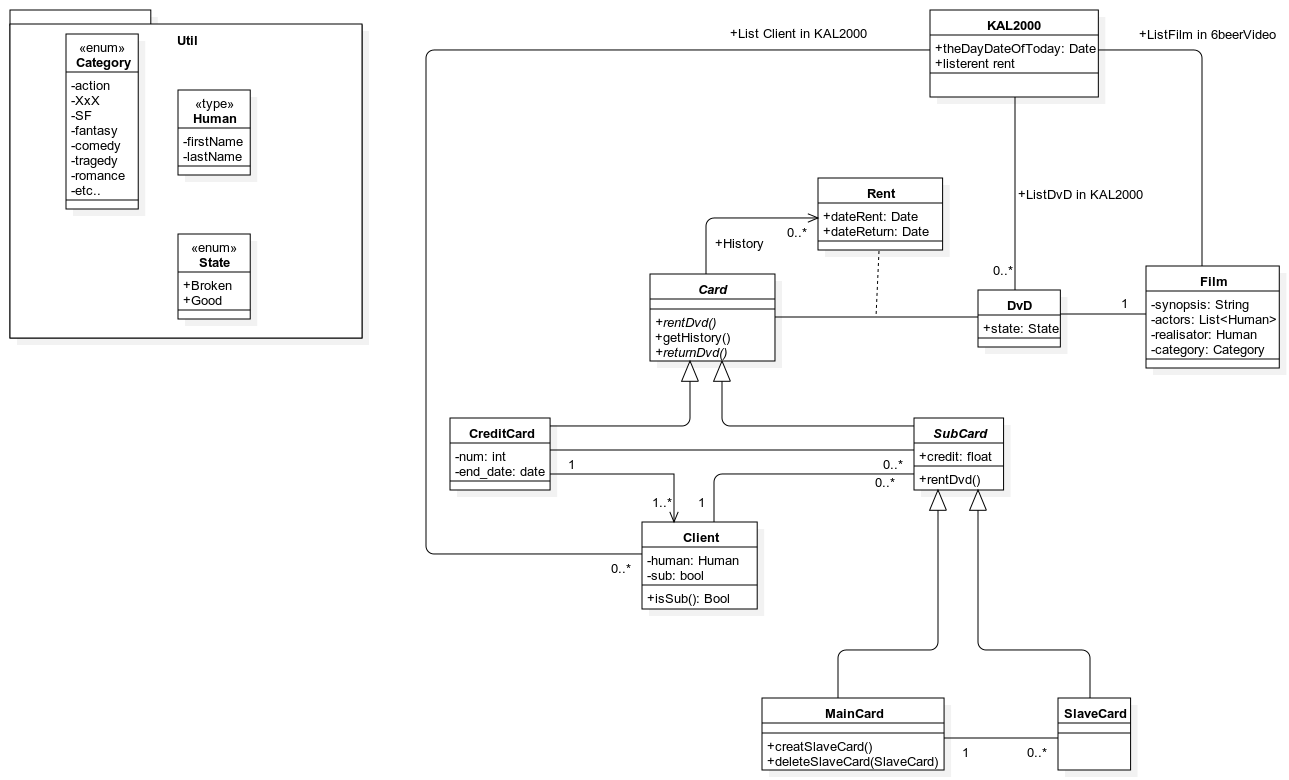 Util
«enum»
Category
-action
-XxX
-SF
-fantasy
-comedy
-tragedy
-romance
-etc..
«type»
Human
-firstName
-lastName
«enum»
State
+Broken
+Good
+List Client in KAL2000
KAL2000
+theDayDateOfToday: Date
+listerent rent
+ListFilm in 6beerVideo
+ListDvD in KAL2000
0..*
Rent
+dateRent: Date
+dateReturn: Date
+History
0..*
Card
+rentDvd()
+getHistory()
+returnDvd()
DvD
+state: State
1
Film
-synopsis: String
-actors: List<Human>
-realisator: Human
-category: Category
CreditCard
-num: int
-end_date: date
1
1..*
SubCard
+credit: float
+rentDvd()
0..*
0..*
1
Client
-human: Human
-sub: bool
+isSub(): Bool
0..*
MainCard
+creatSlaveCard()
+deleteSlaveCard(SlaveCard)
1
0..*
SlaveCard